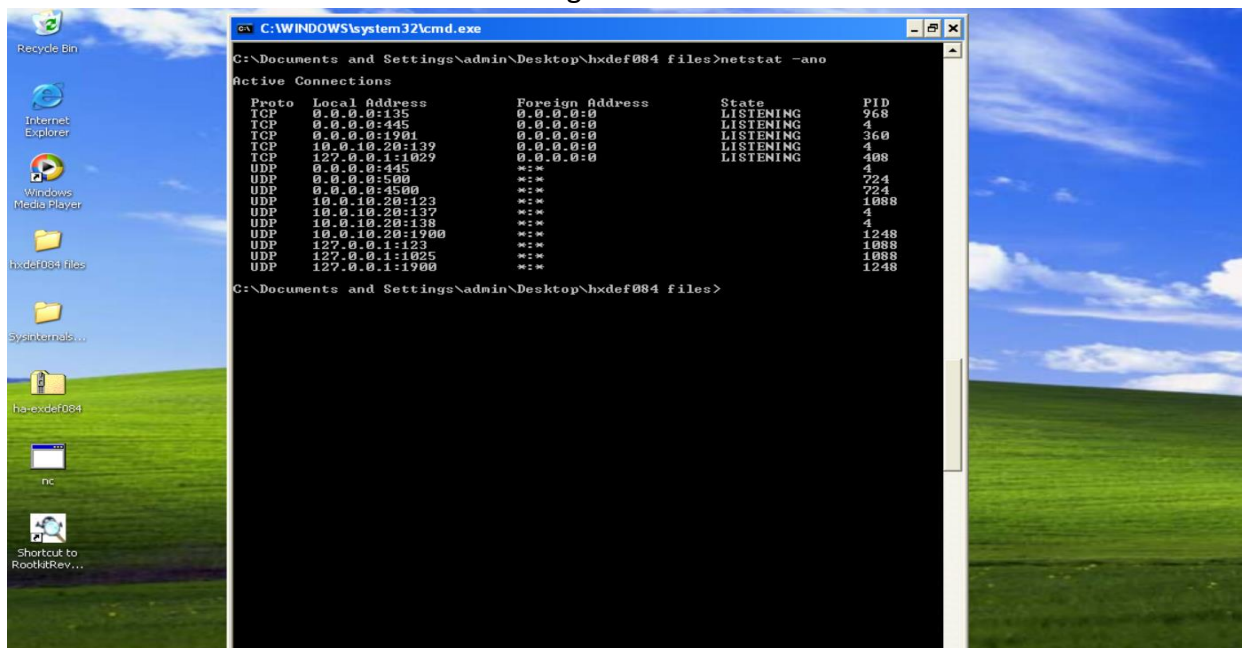 C:\WINDOWS\system32\cmd.exe
C:\Documents and Settings\admin\Desktop\hxdef084 files>netstat -ano
Active Connections
Proto Local Address Foreign Address State PID
TCP 0.0.0.0:135 0.0.0.0:0 LISTENING 968
TCP 0.0.0.0:445 0.0.0.0:0 LISTENING 4
TCP 0.0.0.0:1901 0.0.0.0:0 LISTENING 360
TCP 10.0.10.20:139 0.0.0.0:0 LISTENING 4
TCP 127.0.0.1:1029 0.0.0.0:0 LISTENING 408
UDP 0.0.0.0:445 *:* 4
UDP 0.0.0.0:500 *:* 724
UDP 0.0.0.0:4500 *:* 724
UDP 10.0.10.20:123 *:* 1088
UDP 10.0.10.20:137 *:* 4
UDP 10.0.10.20:138 *:* 4
UDP 10.0.10.20:1900 *:* 1248
UDP 127.0.0.1:123 *:* 1088
UDP 127.0.0.1:1025 *:* 1088
UDP 127.0.0.1:1900 *:* 1248
C:\Documents and Settings\admin\Desktop\hxdef084 files>
Recycle Bin
Internet
Explorer
Windows
Media Player
hxdef084 files
Sysinternals...
ha-exdef084
nc
Shortcut to
RootkitRev...